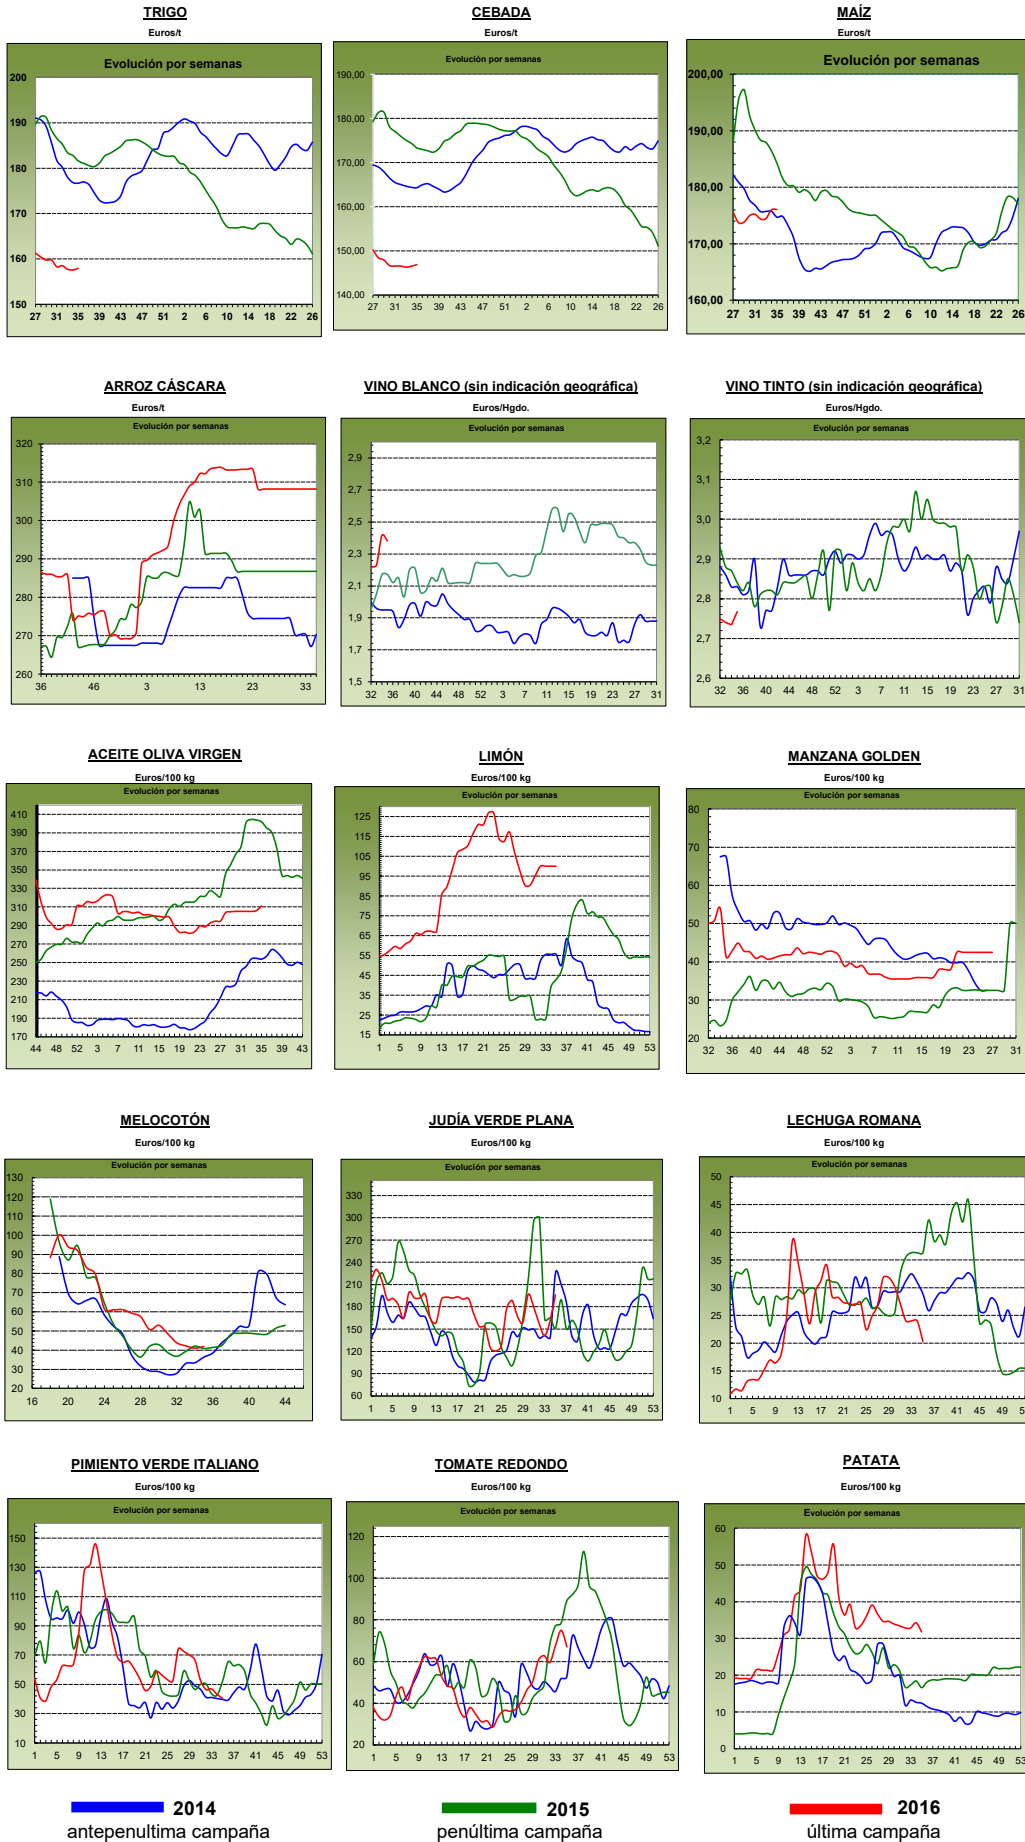 TRIGO
Euros/t
Evolución por semanas
200
190
180
170
160
150
27 31 35 39 43 47 51 2 6 10 14 18 22 26
CEBADA
Euros/t
Evolución por semanas
190,00
180,00
170,00
160,00
150,00
140,00
27 31 35 39 43 47 51 2 6 10 14 18 22 26
MAÍZ
Euros/t
Evolución por semanas
200,00
190,00
180,00
170,00
160,00
27 31 35 39 43 47 51 2 6 10 14 18 22 26
ARROZ CÁSCARA
Euros/t
Evolución por semanas
320
310
300
290
280
270
260
36 46 3 13 23 33
VINO BLANCO (sin indicación geográfica)
Euros/Hgdo.
Evolución por semanas
2,9
2,7
2,5
2,3
2,1
1,9
1,7
1,5
32 36 40 44 48 52 3 7 11 15 19 23 27 31
VINO TINTO (sin indicación geográfica)
Euros/Hgdo.
Evolución por semanas
3,2
3,1
3,0
2,9
2,8
2,7
2,6
32 36 40 44 48 52 3 7 11 15 19 23 27 31
ACEITE OLIVA VIRGEN
Euros/100 kg
Evolución por semanas
410
390
370
350
330
310
290
270
250
230
210
190
170
44 48 52 3 7 11 15 19 23 27 31 35 39 43
LIMÓN
Euros/100 kg
Evolución por semanas
125
115
105
95
85
75
65
55
45
35
25
15
1 5 9 13 17 21 25 29 33 37 41 45 49 53
MANZANA GOLDEN
Euros/100 kg
Evolución por semanas
80
70
60
50
40
30
20
32 36 40 44 48 52 3 7 11 15 19 23 27 31
MELOCOTÓN
Euros/100 kg
Evolución por semanas
130
120
110
100
90
80
70
60
50
40
30
20
16 20 24 28 32 36 40 44
JUDÍA VERDE PLANA
Euros/100 kg
Evolución por semanas
330
300
270
240
210
180
150
120
90
60
1 5 9 13 17 21 25 29 33 37 41 45 49 53
LECHUGA ROMANA
Euros/100 kg
Evolución por semanas
50
45
40
35
30
25
20
15
10
1 5 9 13 17 21 25 29 33 37 41 45 49
PIMIENTO VERDE ITALIANO
Euros/100 kg
Evolución por semanas
150
130
110
90
70
50
30
10
1 5 9 13 17 21 25 29 33 37 41 45 49 53
TOMATE REDONDO
Euros/100 kg
Evolución por semanas
120
100
80
60
40
20
1 5 9 13 17 21 25 29 33 37 41 45 49 53
PATATA
Euros/100 kg
Evolución por semanas
60
50
40
30
20
10
0
1 5 9 13 17 21 25 29 33 37 41 45 49 53
2014
antepenultima campaña
2015
penúltima campaña
2016
última campaña